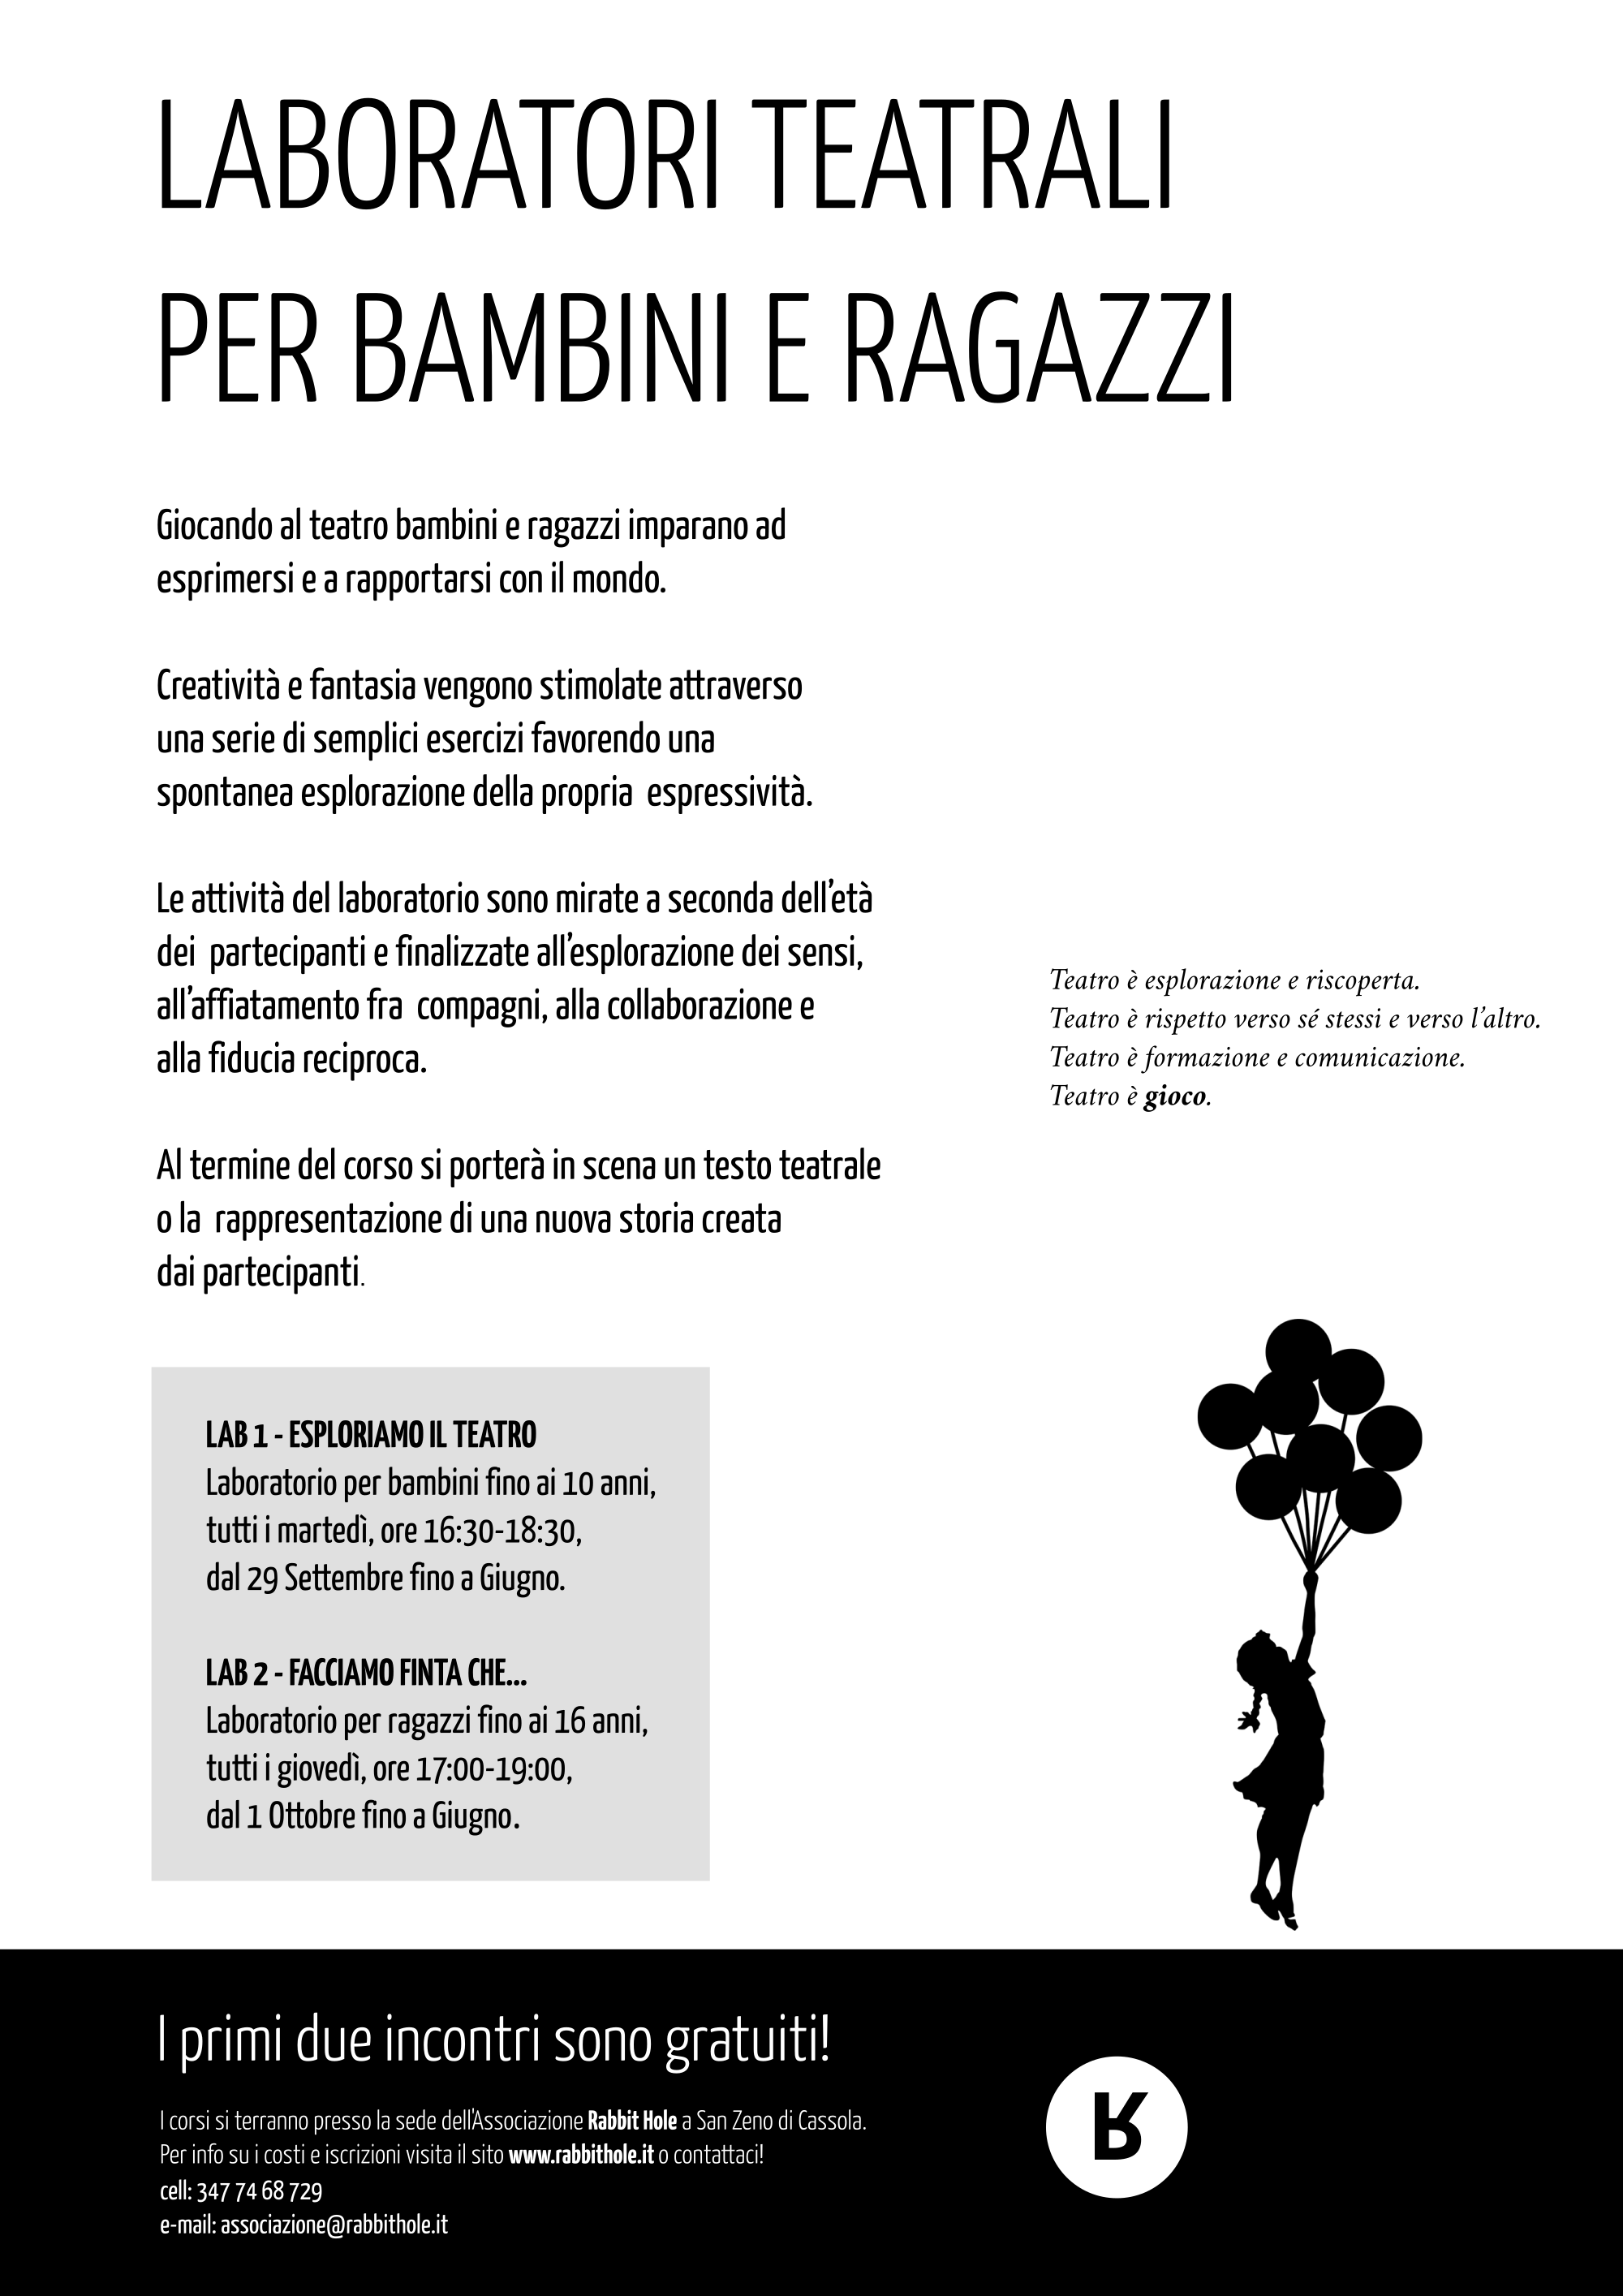 LABORATORI TEATRALI
PER BAMBINI E RAGAZZI
Giocando al teatro bambini e ragazzi imparano ad
esprimersi e a rapportarsi con il mondo.
Creatività e fantasia vengono stimolate attraverso
una serie di semplici esercizi favorendo una
spontanea esplorazione della propria espressività.
Le attività del laboratorio sono mirate a seconda dell’età
dei partecipanti e finalizzate all’esplorazione dei sensi,
all’affiatamento fra compagni, alla collaborazione e
alla fiducia reciproca.
Al termine del corso si porterà in scena un testo teatrale
o la rappresentazione di una nuova storia creata
dai partecipanti.
Teatro è esplorazione e riscoperta.
Teatro è rispetto verso sé stessi e verso l’altro.
Teatro è formazione e comunicazione.
Teatro è gioco.
LAB 1 - ESPLORIAMO IL TEATRO
Laboratorio per bambini fino ai 10 anni,
tutti i martedì, ore 16:30-18:30,
dal 29 Settembre fino a Giugno.
LAB 2 - FACCIAMO FINTA CHE...
Laboratorio per ragazzi fino ai 16 anni,
tutti i giovedì, ore 17:00-19:00,
dal 1 Ottobre fino a Giugno.
I primi due incontri sono gratuiti!
I corsi si terranno presso la sede dell'Associazione Rabbit Hole a San Zeno di Cassola.
Per info su i costi e iscrizioni visita il sito www.rabbithole.it o contattaci!
cell: 347 74 68 729
e-mail: associazione@rabbithole.it
R